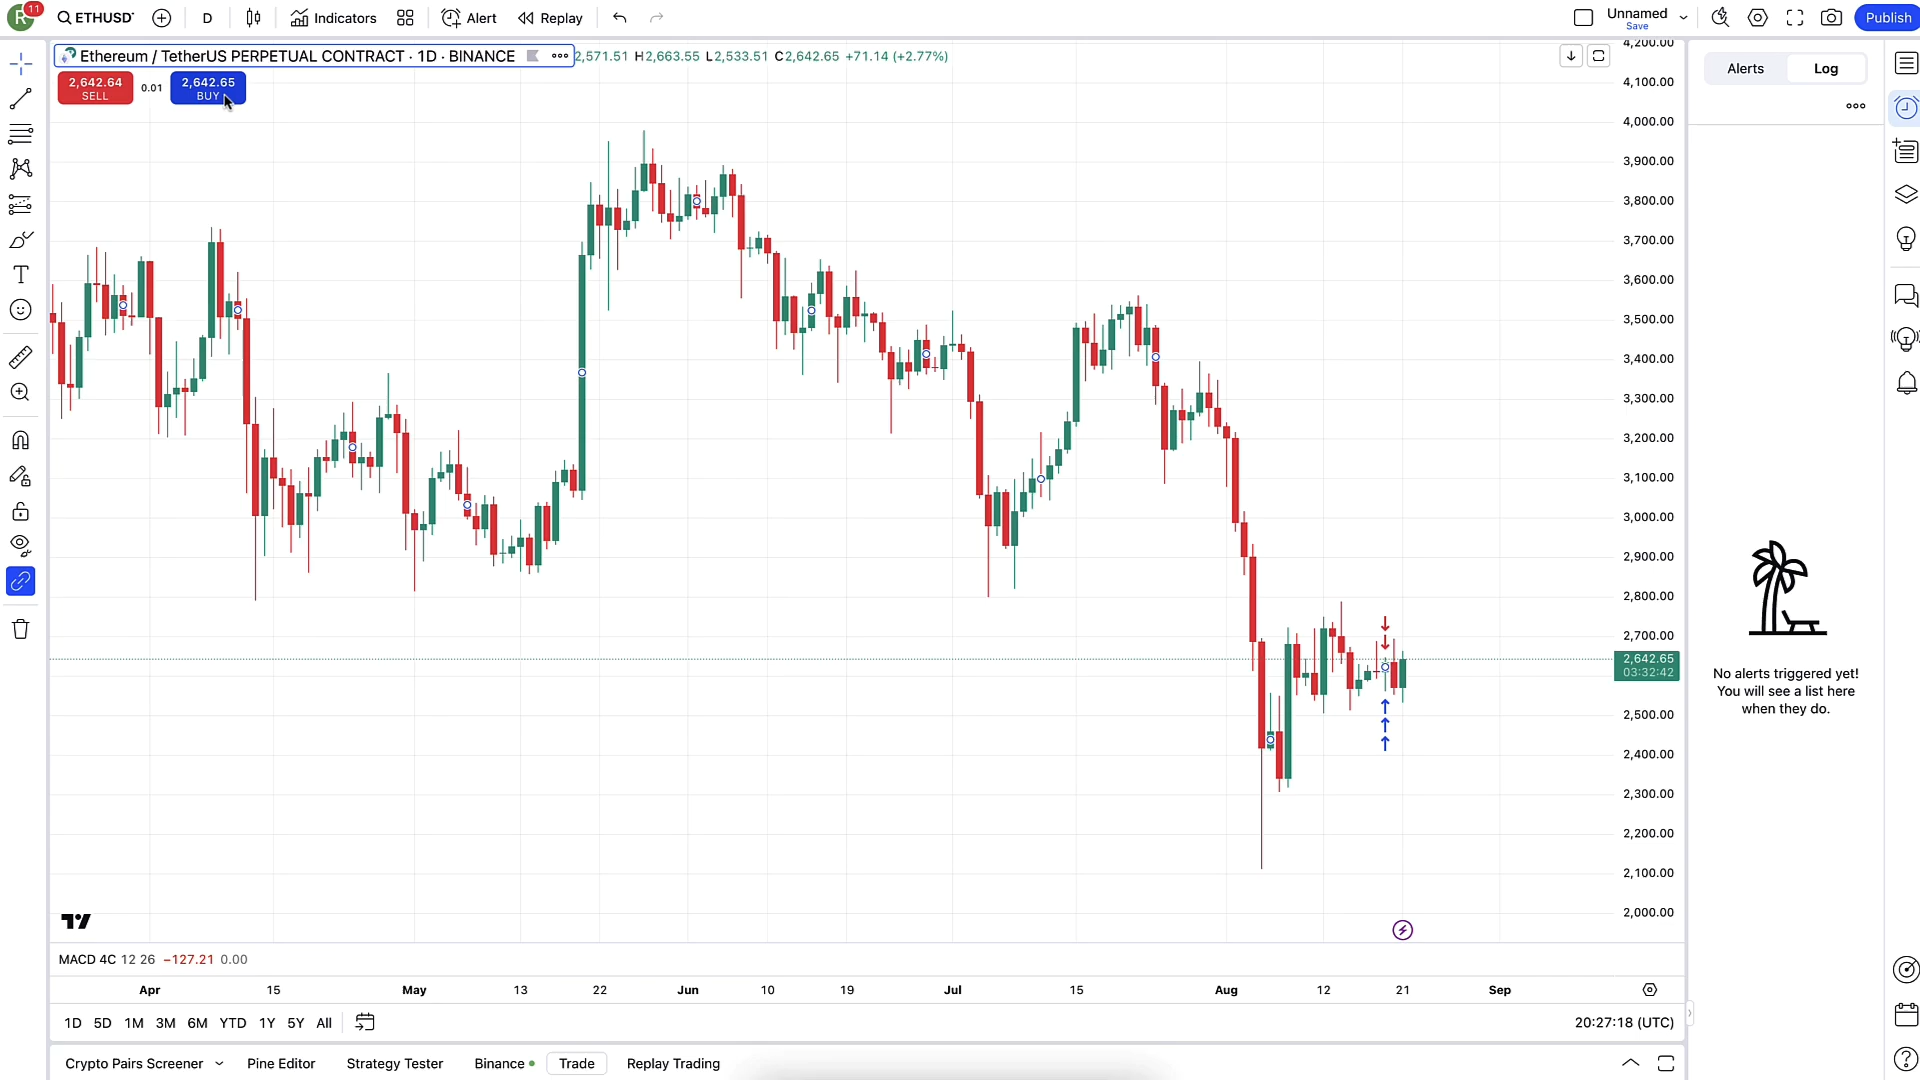 R 11 ETHUSD D Indicators Alert Replay Unnamed Save Publish
Ethereum / TetherUS PERPETUAL CONTRACT · 1D · BINANCE 2,571.51 H2,663.55 L2,533.51 C2,642.65 +71.14 (+2.77%)
2,642.64 SELL 0.01 2,642.65 BUY
4,200.00
4,100.00
4,000.00
3,900.00
3,800.00
3,700.00
3,600.00
3,500.00
3,400.00
3,300.00
3,200.00
3,100.00
3,000.00
2,900.00
2,800.00
2,700.00
2,642.65
03:32:42
2,500.00
2,400.00
2,300.00
2,200.00
2,100.00
2,000.00
Alerts Log
No alerts triggered yet!
You will see a list here
when they do.
MACD 4C 12 26 −127.21 0.00
Apr 15 May 13 22 Jun 10 19 Jul 15 Aug 12 21 Sep
1D 5D 1M 3M 6M YTD 1Y 5Y All 20:27:18 (UTC)
Crypto Pairs Screener Pine Editor Strategy Tester Binance Trade Replay Trading